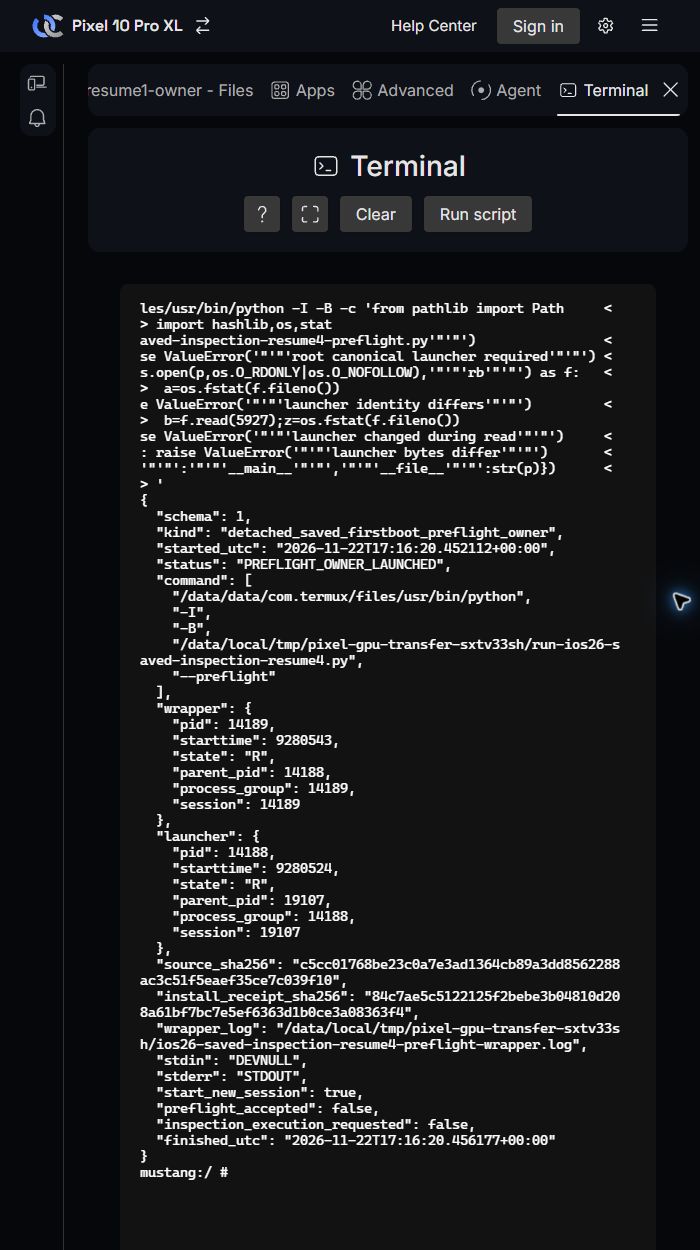 Pixel 10 Pro XL
Help Center
Sign in
resume1-owner - Files
Apps
Advanced
Agent
Terminal
Terminal
?
Clear
Run script
les/usr/bin/python -I -B -c 'from pathlib import Path     <
> import hashlib,os,stat
aved-inspection-resume4-preflight.py'"'"')                <
se ValueError('"'"'root canonical launcher required'"'"') <
s.open(p,os.O_RDONLY|os.O_NOFOLLOW),'"'"'rb'"'"') as f:   <
>  a=os.fstat(f.fileno())
e ValueError('"'"'launcher identity differs'"'"')         <
>  b=f.read(5927);z=os.fstat(f.fileno())
se ValueError('"'"'launcher changed during read'"'"')     <
: raise ValueError('"'"'launcher bytes differ'"'"')       <
'"'"':'"'"'__main__'"'"','"'"'__file__'"'"':str(p)})      <
> '
{
  "schema": 1,
  "kind": "detached_saved_firstboot_preflight_owner",
  "started_utc": "2026-11-22T17:16:20.452112+00:00",
  "status": "PREFLIGHT_OWNER_LAUNCHED",
  "command": [
    "/data/data/com.termux/files/usr/bin/python",
    "-I",
    "-B",
    "/data/local/tmp/pixel-gpu-transfer-sxtv33sh/run-ios26-s
aved-inspection-resume4.py",
    "--preflight"
  ],
  "wrapper": {
    "pid": 14189,
    "starttime": 9280543,
    "state": "R",
    "parent_pid": 14188,
    "process_group": 14189,
    "session": 14189
  },
  "launcher": {
    "pid": 14188,
    "starttime": 9280524,
    "state": "R",
    "parent_pid": 19107,
    "process_group": 14188,
    "session": 19107
  },
  "source_sha256": "c5cc01768be23c0a7e3ad1364cb89a3dd8562288
ac3c51f5eaef35ce7c039f10",
  "install_receipt_sha256": "84c7ae5c5122125f2bebe3b04810d20
8a61bf7bc7e5ef6363d1b0ce3a08363f4",
  "wrapper_log": "/data/local/tmp/pixel-gpu-transfer-sxtv33s
h/ios26-saved-inspection-resume4-preflight-wrapper.log",
  "stdin": "DEVNULL",
  "stderr": "STDOUT",
  "start_new_session": true,
  "preflight_accepted": false,
  "inspection_execution_requested": false,
  "finished_utc": "2026-11-22T17:16:20.456177+00:00"
}
mustang:/ #